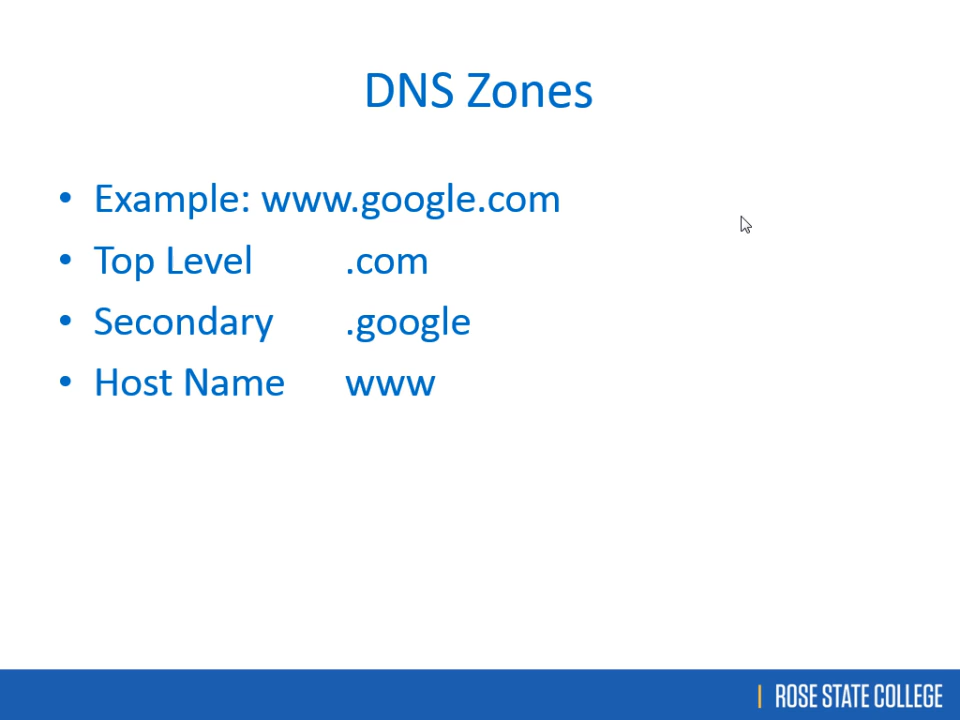 DNS Zones
• Example: www.google.com
• Top Level .com
• Secondary .google
• Host Name www
| ROSE STATE COLLEGE